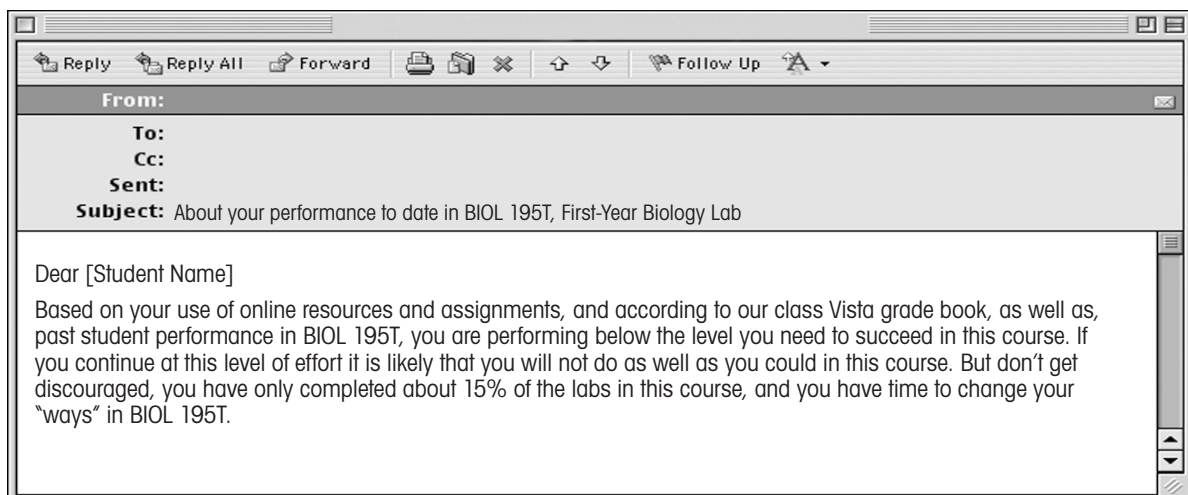 Reply Reply All Forward Follow Up A
From:
To:
Cc:
Sent:
Subject: About your performance to date in BIOL 195T, First-Year Biology Lab
Dear [Student Name]
Based on your use of online resources and assignments, and according to our class Vista grade book, as well as,
past student performance in BIOL 195T, you are performing below the level you need to succeed in this course. If
you continue at this level of effort it is likely that you will not do as well as you could in this course. But don't get
discouraged, you have only completed about 15% of the labs in this course, and you have time to change your
"ways" in BIOL 195T.